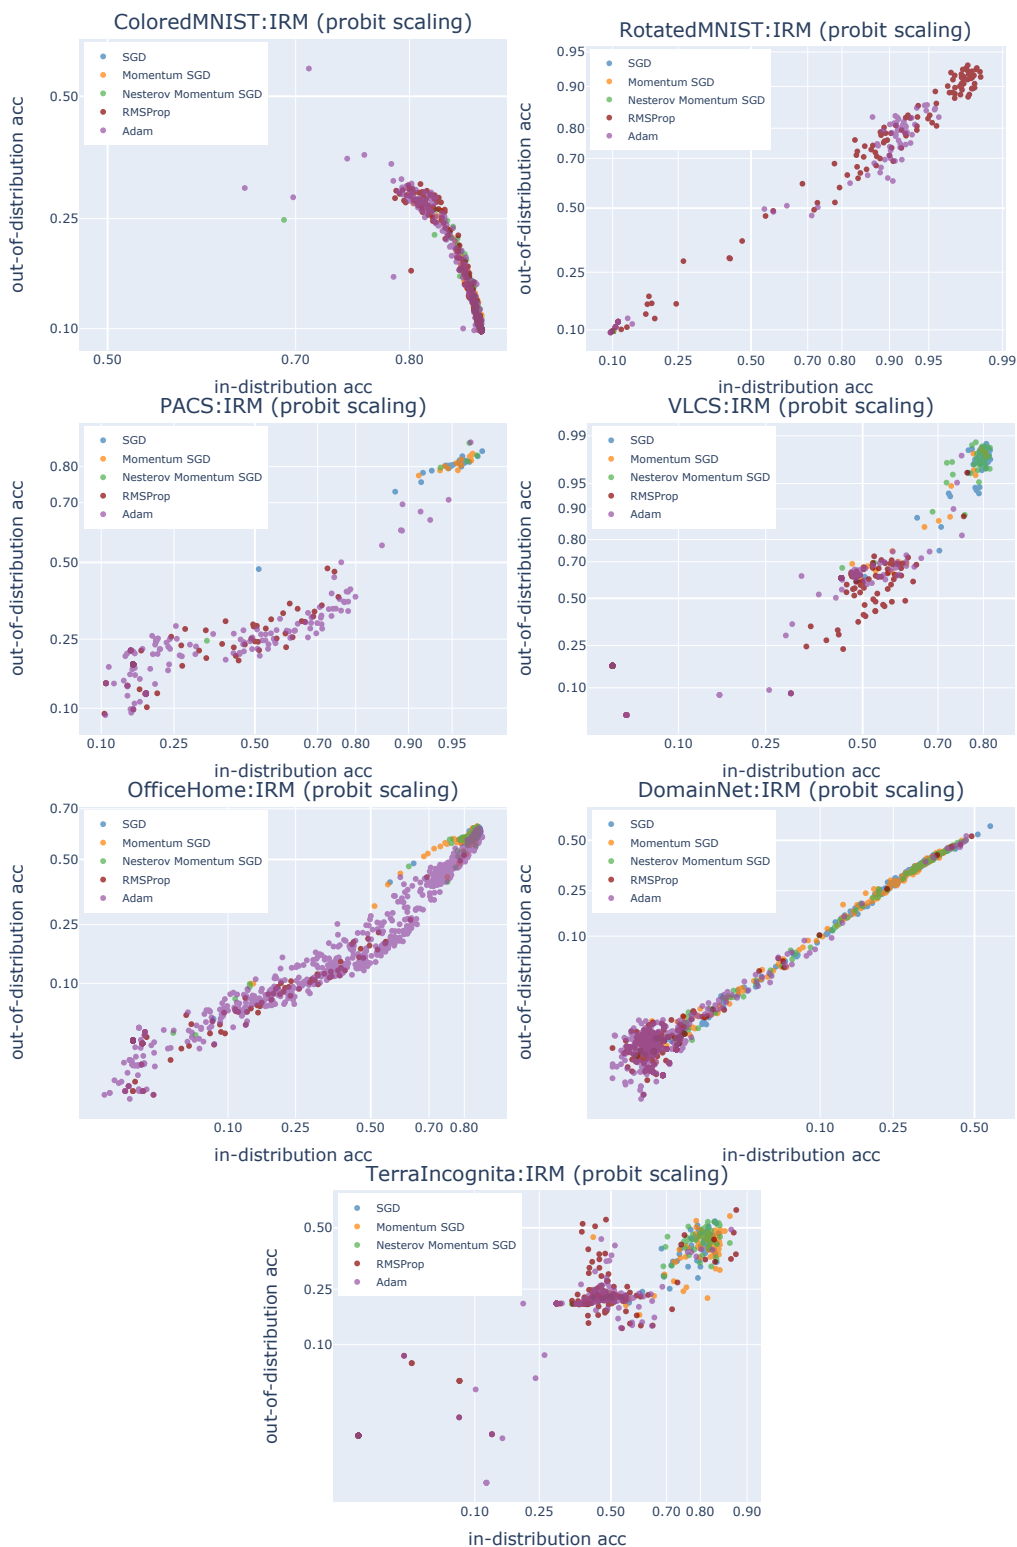 ColoredMNIST:IRM (probit scaling)
SGD
Momentum SGD
Nesterov Momentum SGD
RMSProp
Adam
out-of-distribution acc
0.50
0.25
0.10
0.50
0.70
0.80
in-distribution acc
RotatedMNIST:IRM (probit scaling)
SGD
Momentum SGD
Nesterov Momentum SGD
RMSProp
Adam
out-of-distribution acc
0.95
0.90
0.80
0.70
0.50
0.25
0.10
0.10
0.25
0.50
0.70
0.80
0.90
0.95
0.99
in-distribution acc
PACS:IRM (probit scaling)
SGD
Momentum SGD
Nesterov Momentum SGD
RMSProp
Adam
out-of-distribution acc
0.80
0.70
0.50
0.25
0.10
0.10
0.25
0.50
0.70
0.80
0.90
0.95
in-distribution acc
VLCS:IRM (probit scaling)
SGD
Momentum SGD
Nesterov Momentum SGD
RMSProp
Adam
out-of-distribution acc
0.99
0.95
0.90
0.80
0.70
0.50
0.25
0.10
0.10
0.25
0.50
0.70
0.80
in-distribution acc
OfficeHome:IRM (probit scaling)
SGD
Momentum SGD
Nesterov Momentum SGD
RMSProp
Adam
out-of-distribution acc
0.70
0.50
0.25
0.10
0.10
0.25
0.50
0.70
0.80
in-distribution acc
DomainNet:IRM (probit scaling)
SGD
Momentum SGD
Nesterov Momentum SGD
RMSProp
Adam
out-of-distribution acc
0.50
0.25
0.10
0.10
0.25
0.50
in-distribution acc
TerraIncognita:IRM (probit scaling)
SGD
Momentum SGD
Nesterov Momentum SGD
RMSProp
Adam
out-of-distribution acc
0.50
0.25
0.10
0.10
0.25
0.50
0.70
0.80
0.90
in-distribution acc